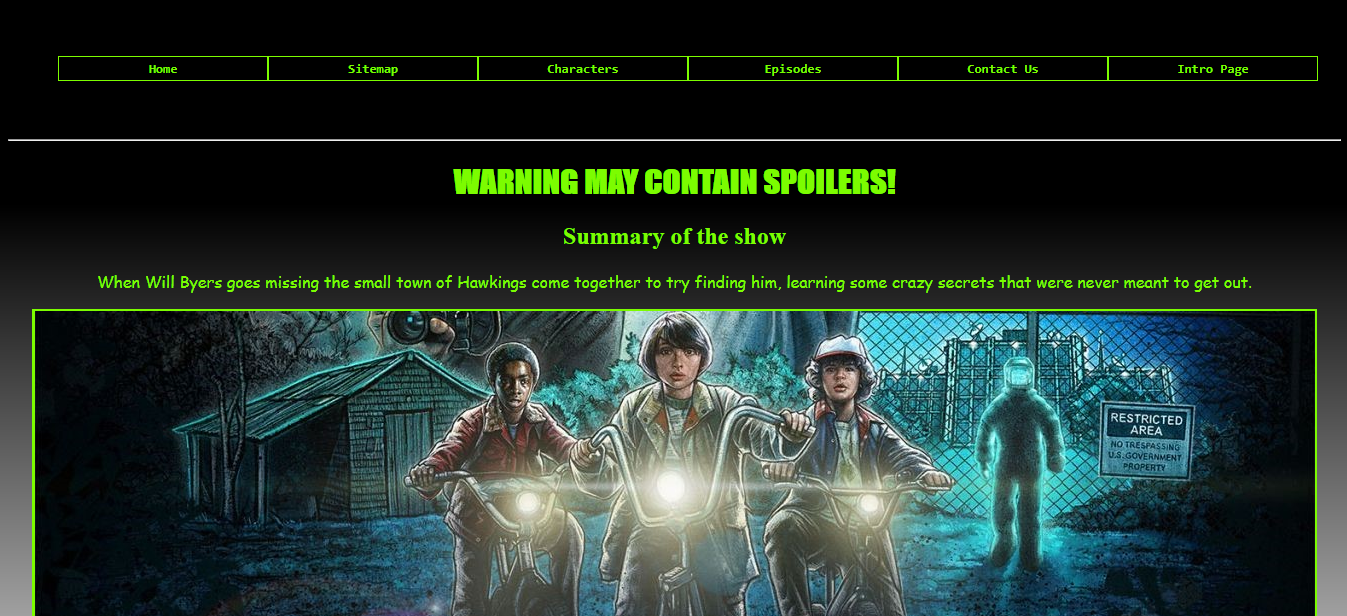 Home Sitemap Characters Episodes Contact Us Intro Page
WARNING MAY CONTAIN SPOILERS!
Summary of the show
When Will Byers goes missing the small town of Hawkings come together to try finding him, learning some crazy secrets that were never meant to get out.
RESTRICTED
AREA
NO TRESPASSING
U.S. GOVERNMENT
PROPERTY